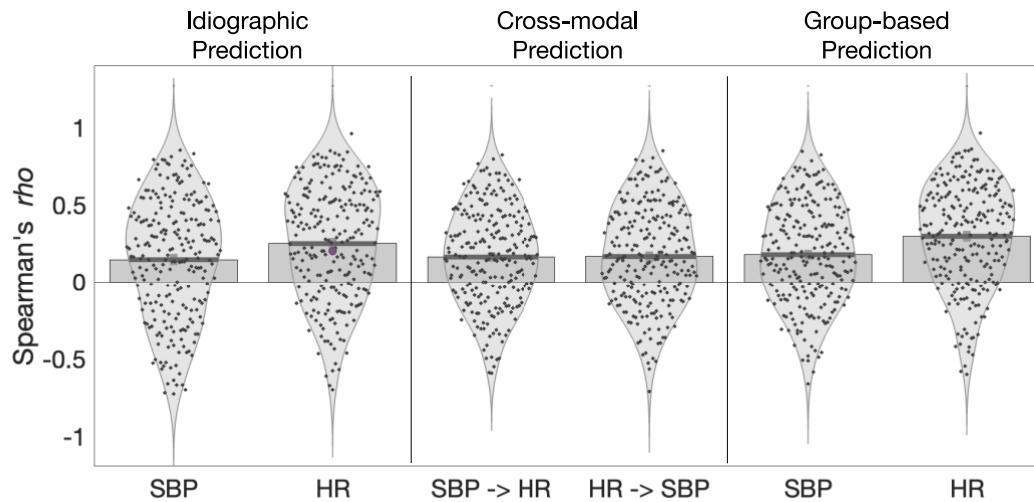 Idiographic
Prediction
Cross-modal
Prediction
Group-based
Prediction
Spearman's rho
1
0.5
0
-0.5
-1
SBP
HR
SBP -> HR
HR -> SBP
SBP
HR